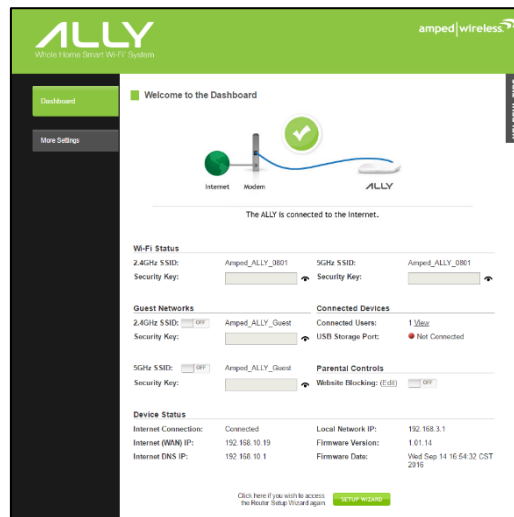 ALLY
Whole Home Smart Wi-Fi System
amped|wireless
Dashboard
More Settings
Welcome to the Dashboard
Internet Modem ALLY
The ALLY is connected to the Internet.
Wi-Fi Status
2.4GHz SSID: Amped_ALLY_0801 5GHz SSID: Amped_ALLY_0801
Security Key: Security Key:
Guest Networks Connected Devices
2.4GHz SSID: OFF Amped_ALLY_Guest Connected Users: 1 View
Security Key: USB Storage Port: Not Connected
5GHz SSID: OFF Amped_ALLY_Guest Parental Controls
Security Key: Website Blocking: (Edit) OFF
Device Status
Internet Connection: Connected Local Network IP: 192.168.3.1
Internet (WAN) IP: 192.168.10.19 Firmware Version: 1.01.14
Internet DNS IP: 192.168.10.1 Firmware Date: Wed Sep 14 16:54:32 CST
2016
Click here if you wish to access
the Router Setup Wizard again.
SETUP WIZARD